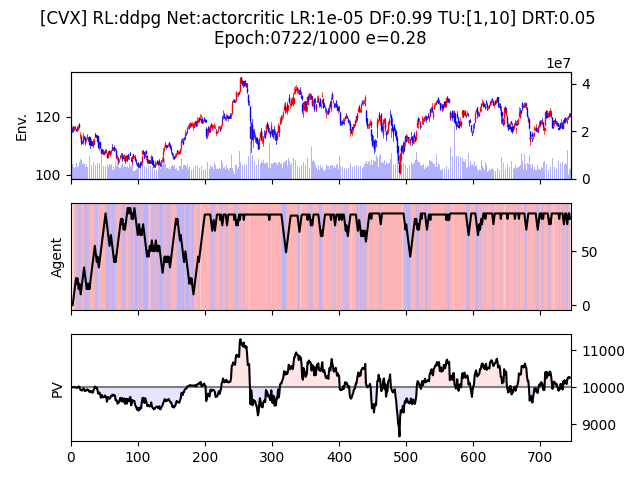 [CVX] RL:ddpg Net:actorcritic LR:1e-05 DF:0.99 TU:[1,10] DRT:0.05
Epoch:0722/1000 e=0.28
1e7
Env.
120
100
4
2
0
Agent
50
0
PV
11000
10000
9000
0 100 200 300 400 500 600 700